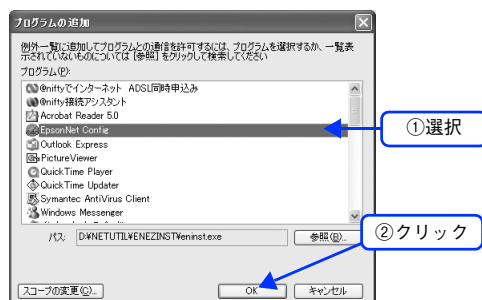 プログラムの追加
例外一覧に追加してプログラムとの通信を許可するには、プログラムを選択するか、一覧表
示されていないものについては [参照] をクリックして検索してください
プログラム(P):
@niftyでインターネット ADSL同時申込み
@nifty接続アシスタント
Acrobat Reader 5.0
EpsonNet Config
①選択
Outlook Express
PictureViewer
QuickTime Player
QuickTime Updater
Symantec AntiVirus Client
Windows Messenger
パス:
D:¥NETUTIL¥ENEZINST¥eninst.exe
参照(B)...
②クリック
スコープの変更(C)...
OK
キャンセル